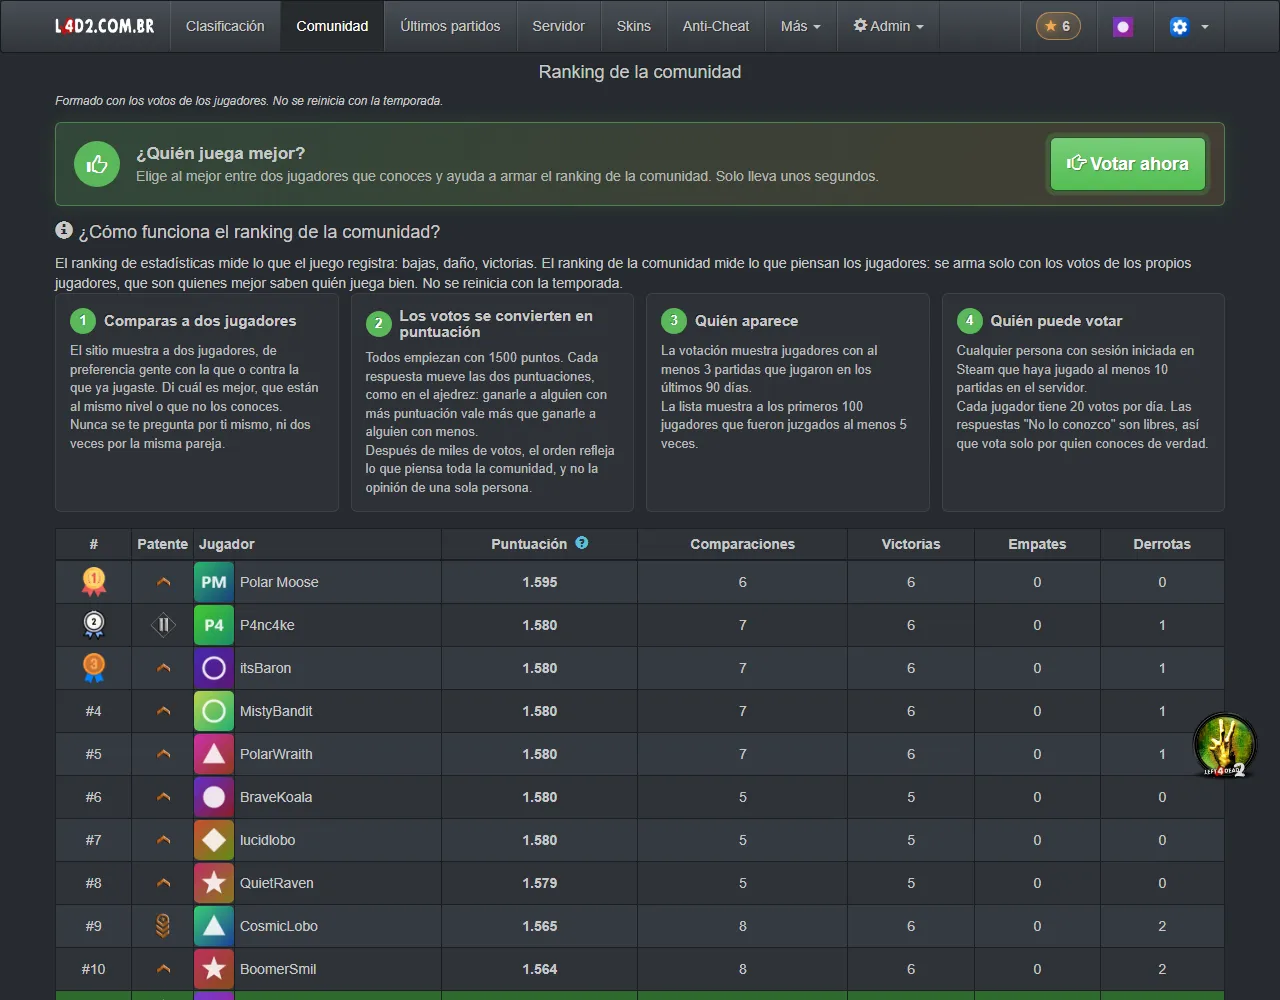 L4D2.COM.BR Clasificación Comunidad Últimos partidos Servidor Skins Anti-Cheat Más Admin 6
Ranking de la comunidad
Formado con los votos de los jugadores. No se reinicia con la temporada.
¿Quién juega mejor?
Elige al mejor entre dos jugadores que conoces y ayuda a armar el ranking de la comunidad. Solo lleva unos segundos.
Votar ahora
¿Cómo funciona el ranking de la comunidad?
El ranking de estadísticas mide lo que el juego registra: bajas, daño, victorias. El ranking de la comunidad mide lo que piensan los jugadores: se arma solo con los votos de los propios
jugadores, que son quienes mejor saben quién juega bien. No se reinicia con la temporada.
1 Comparas a dos jugadores
El sitio muestra a dos jugadores, de
preferencia gente con la que o contra la
que ya jugaste. Di cuál es mejor, que están
al mismo nivel o que no los conoces.
Nunca se te pregunta por ti mismo, ni dos
veces por la misma pareja.
2 Los votos se convierten en
puntuación
Todos empiezan con 1500 puntos. Cada
respuesta mueve las dos puntuaciones,
como en el ajedrez: ganarle a alguien con
más puntuación vale más que ganarle a
alguien con menos.
Después de miles de votos, el orden refleja
lo que piensa toda la comunidad, y no la
opinión de una sola persona.
3 Quién aparece
La votación muestra jugadores con al
menos 3 partidas que jugaron en los
últimos 90 días.
La lista muestra a los primeros 100
jugadores que fueron juzgados al menos 5
veces.
4 Quién puede votar
Cualquier persona con sesión iniciada en
Steam que haya jugado al menos 10
partidas en el servidor.
Cada jugador tiene 20 votos por día. Las
respuestas "No lo conozco" son libres, así
que vota solo por quien conoces de verdad.
# Patente Jugador Puntuación ? Comparaciones Victorias Empates Derrotas
1 PM Polar Moose 1.595 6 6 0 0
2 P4 P4nc4ke 1.580 7 6 0 1
3 itsBaron 1.580 7 6 0 1
#4 MistyBandit 1.580 7 6 0 1
#5 PolarWraith 1.580 7 6 0 1
LEFT 4 DEAD 2
#6 BraveKoala 1.580 5 5 0 0
#7 lucidlobo 1.580 5 5 0 0
#8 QuietRaven 1.579 5 5 0 0
#9 CosmicLobo 1.565 8 6 0 2
#10 BoomerSmil 1.564 8 6 0 2